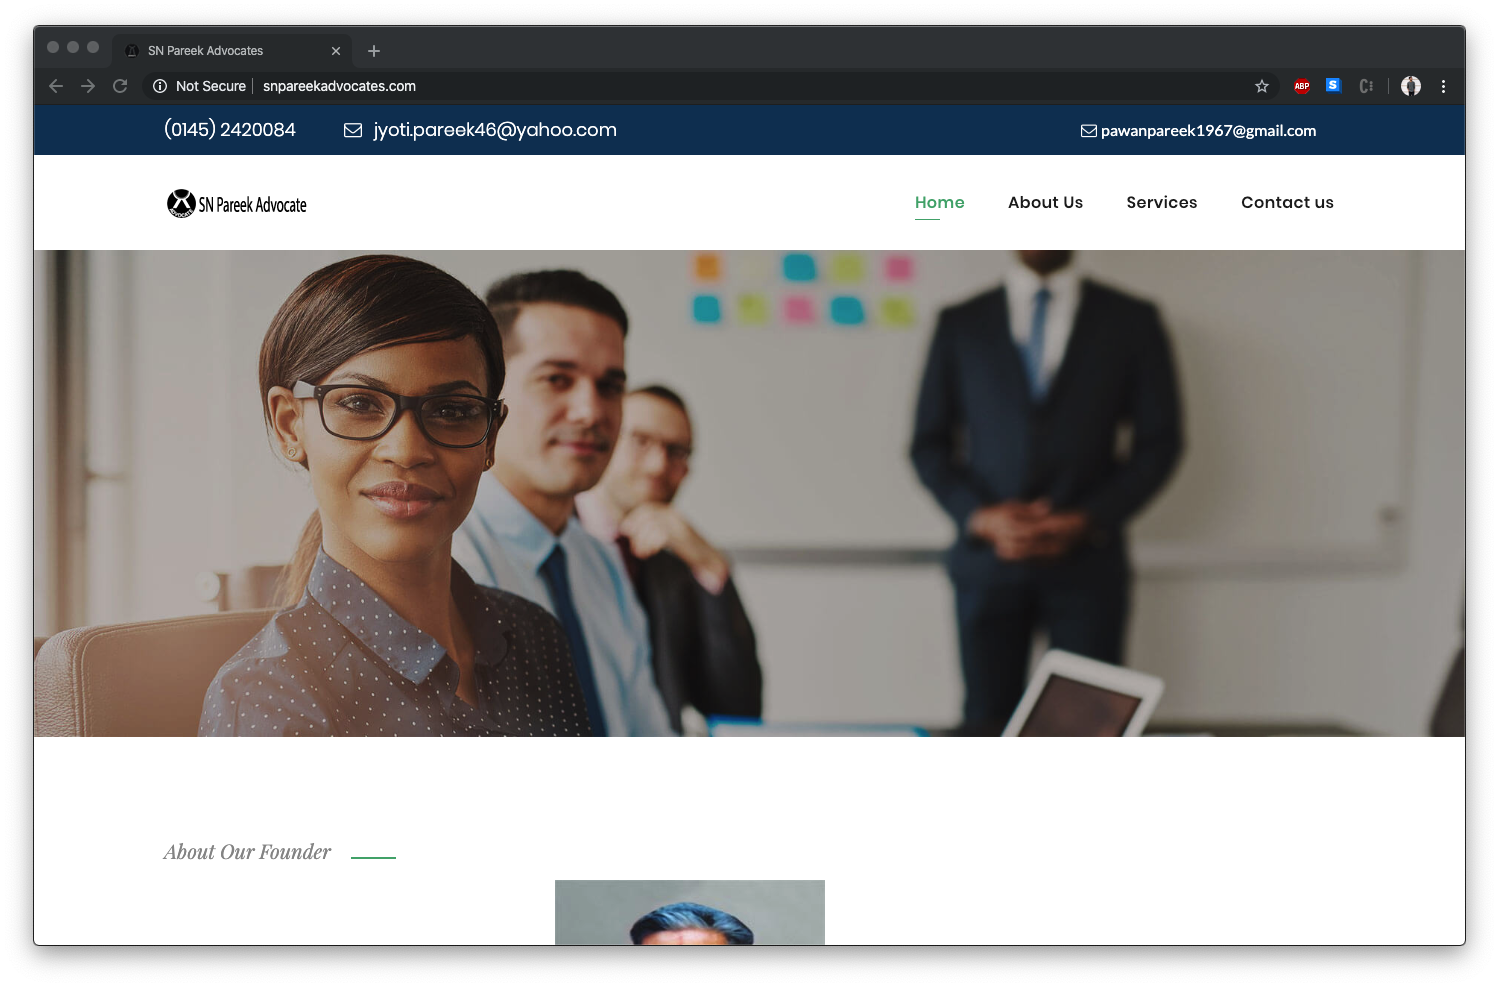 SN Pareek Advocates
Not Secure snpareekadvocates.com
ABP
S
(0145) 2420084 jyoti.pareek46@yahoo.com pawanpareek1967@gmail.com
ADVOCATE SN Pareek Advocate
Home About Us Services Contact us
About Our Founder